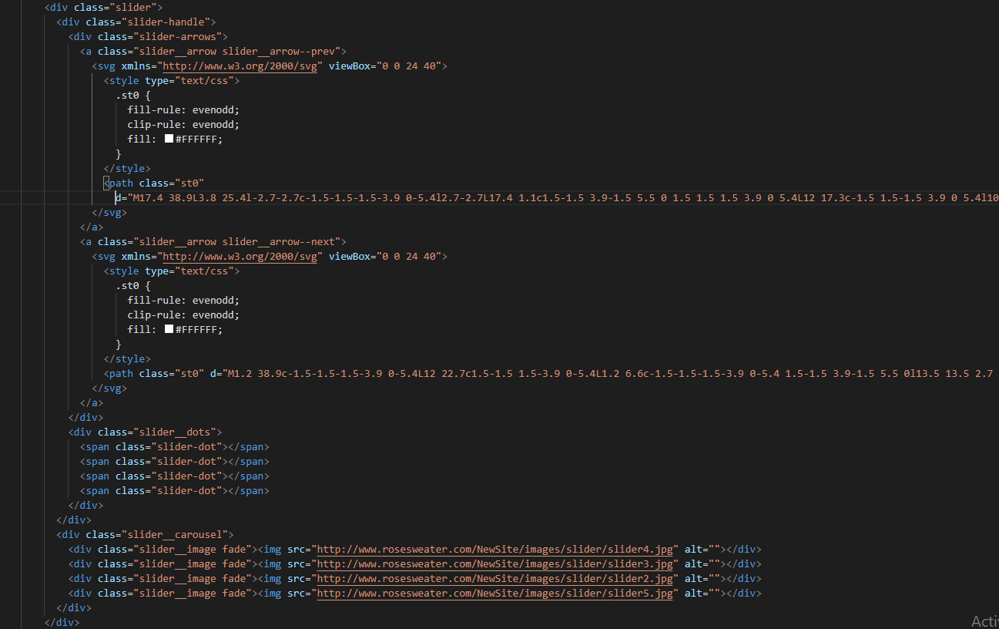 <div class="slider">
<div class="slider-handle">
<div class="slider-arrows">
<a class="slider__arrow slider__arrow--prev">
<svg xmlns="http://www.w3.org/2000/svg" viewBox="0 0 24 40">
<style type="text/css">
.st0 {
fill-rule: evenodd;
clip-rule: evenodd;
fill: #FFFFFF;
}
</style>
<path class="st0"
d="M17.4 38.9L3.8 25.4l-2.7-2.7c-1.5-1.5-1.5-3.9 0-5.4l2.7-2.7L17.4 1.1c1.5-1.5 3.9-1.5 5.5 0 1.5 1.5 1.5 3.9 0 5.4L12 17.3c-1.5 1.5-1.5 3.9 0 5.4l10
</svg>
</a>
<a class="slider__arrow slider__arrow--next">
<svg xmlns="http://www.w3.org/2000/svg" viewBox="0 0 24 40">
<style type="text/css">
.st0 {
fill-rule: evenodd;
clip-rule: evenodd;
fill: #FFFFFF;
}
</style>
<path class="st0" d="M1.2 38.9c-1.5-1.5-1.5-3.9 0-5.4L12 22.7c1.5-1.5 1.5-3.9 0-5.4L1.2 6.6c-1.5-1.5-1.5-3.9 0-5.4 1.5-1.5 3.9-1.5 5.5 0l13.5 13.5 2.7
</svg>
</a>
</div>
<div class="slider__dots">
<span class="slider-dot"></span>
<span class="slider-dot"></span>
<span class="slider-dot"></span>
<span class="slider-dot"></span>
</div>
</div>
<div class="slider__carousel">
<div class="slider__image fade"><img src="http://www.rosesweater.com/NewSite/images/slider/slider4.jpg" alt=""></div>
<div class="slider__image fade"><img src="http://www.rosesweater.com/NewSite/images/slider/slider3.jpg" alt=""></div>
<div class="slider__image fade"><img src="http://www.rosesweater.com/NewSite/images/slider/slider2.jpg" alt=""></div>
<div class="slider__image fade"><img src="http://www.rosesweater.com/NewSite/images/slider/slider5.jpg" alt=""></div>
</div>
</div>
Acti